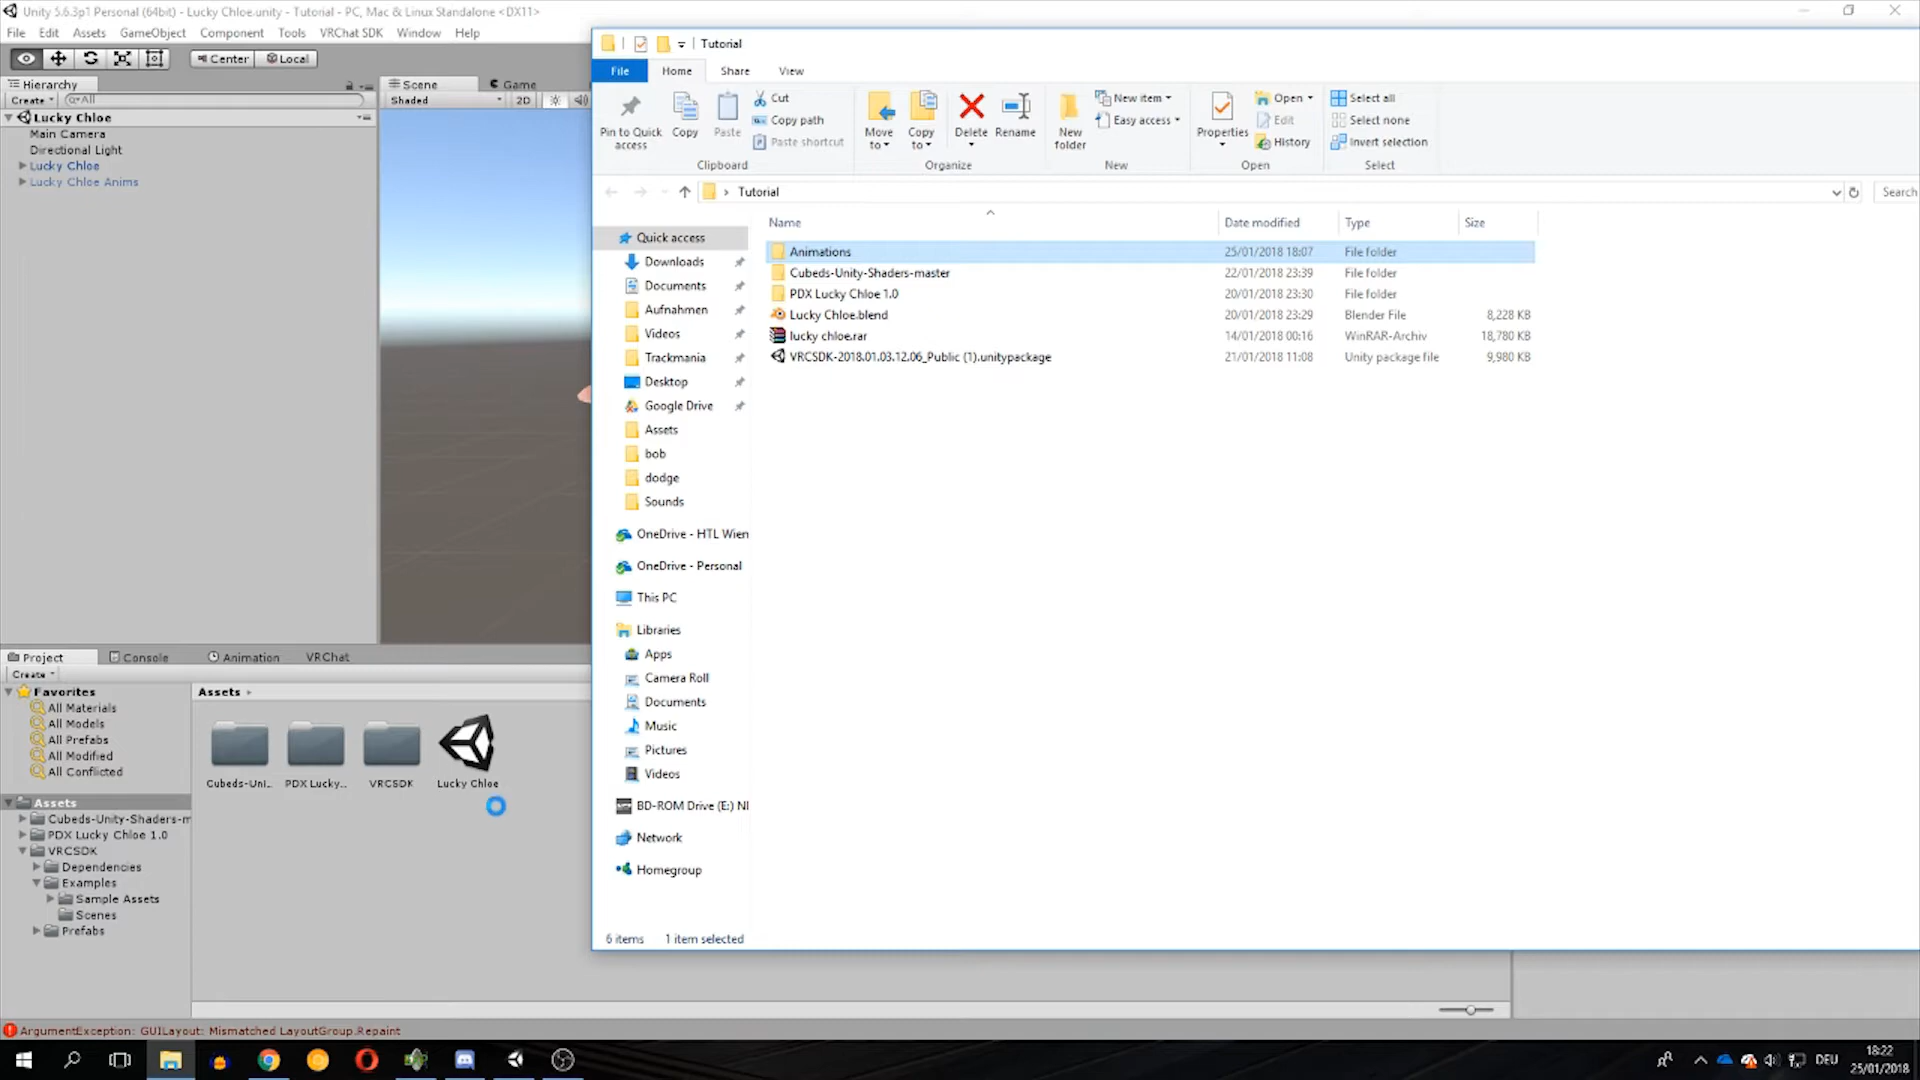 Unity 5.6.3p1 Personal (64bit) - Lucky Chloe.unity - Tutorial - PC, Mac & Linux Standalone <DX11>
File Edit Assets GameObject Component Tools VRChat SDK Window Help
Center Local
Hierarchy
Create All
Lucky Chloe
Main Camera
Directional Light
Lucky Chloe
Lucky Chloe Anims
Scene Game
Shaded 2D
Tutorial
File Home Share View
Pin to Quick access
Copy
Paste
Cut
Copy path
Paste shortcut
Clipboard
Move to
Copy to
Delete
Rename
Organize
New folder
New item
Easy access
New
Properties
Open
Edit
History
Open
Select all
Select none
Invert selection
Select
Tutorial
Search
Name Date modified Type Size
Animations 25/01/2018 18:07 File folder
Cubeds-Unity-Shaders-master 22/01/2018 23:39 File folder
PDX Lucky Chloe 1.0 20/01/2018 23:30 File folder
Lucky Chloe.blend 20/01/2018 23:29 Blender File 8,228 KB
lucky chloe.rar 14/01/2018 00:16 WinRAR-Archiv 18,780 KB
VRCSDK-2018.01.03.12.06_Public (1).unitypackage 21/01/2018 11:08 Unity package file 9,980 KB
Quick access
Downloads
Documents
Aufnahmen
Videos
Trackmania
Desktop
Google Drive
Assets
bob
dodge
Sounds
OneDrive - HTL Wien
OneDrive - Personal
This PC
Libraries
Apps
Camera Roll
Documents
Music
Pictures
Videos
BD-ROM Drive (E:) NI
Network
Homegroup
6 items 1 item selected
Project Console Animation VRChat
Create
Favorites
All Materials
All Models
All Prefabs
All Modified
All Conflicted
Assets
Cubeds-Unity-Shaders-m
PDX Lucky Chloe 1.0
VRCSDK
Dependencies
Examples
Sample Assets
Scenes
Prefabs
Assets
Cubeds-Uni... PDX Lucky... VRCSDK Lucky Chloe
ArgumentException: GUILayout: Mismatched LayoutGroup.Repaint
DEU
18:22
25/01/2018